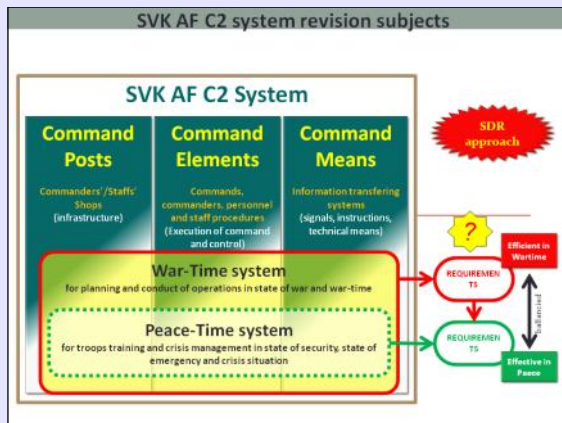 SVK AF C2 system revision subjects
SVK AF C2 System
Command
Posts
Commanders'/Staffs'
Shops
(infrastructure)
Command
Elements
Commands,
commanders, personnel
and staff procedures
(Execution of command
and control)
Command
Means
Information transfering
systems
(signals, instructions,
technical means)
SDR
approach
?
War-Time system
for planning and conduct of operations in state of war and war-time
Peace-Time system
for troops training and crisis management in state of security, state of
emergency and crisis situation
Efficient in
Wartime
REQUIREMEN
TS
ballancied
REQUIREMEN
TS
Effective in
Peece